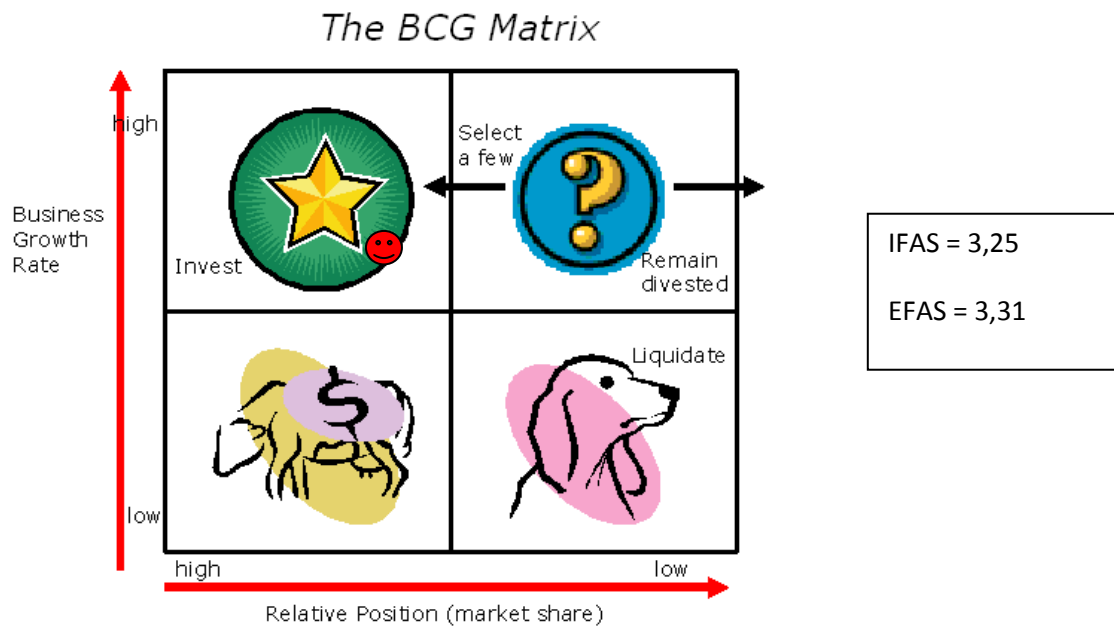 The BCG Matrix
high
Business
Growth
Rate
Invest
Select
a few
?
Remain
divested
$
Liquidate
low
high
low
Relative Position (market share)
IFAS = 3,25
EFAS = 3,31